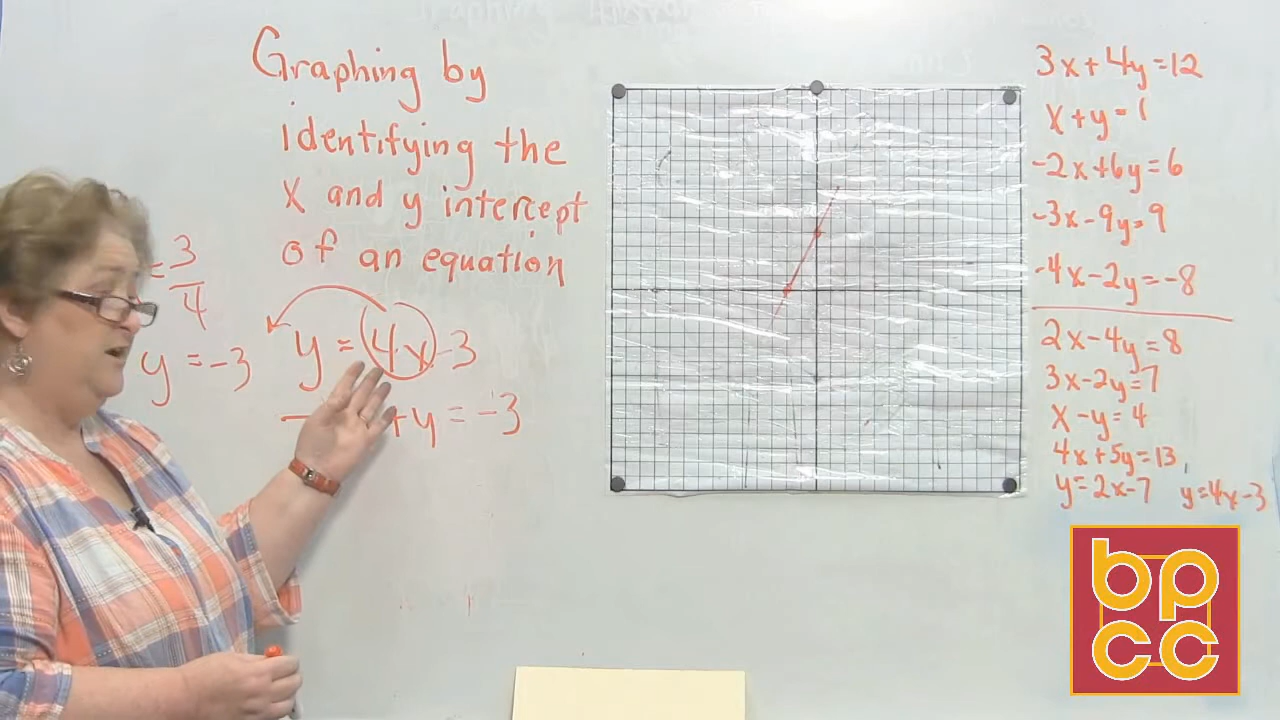 Graphing by
identifying the
x and y intercept
of an equation
= 3/4
y = -3
y = 4x - 3
+y = -3
3x + 4y = 12
x + y = 1
-2x + 6y = 6
-3x - 9y = 9
-4x - 2y = -8
2x - 4y = 8
3x - 2y = 7
x - y = 4
4x + 5y = 13
y = 2x - 7 y = 4x - 3
bp
cc